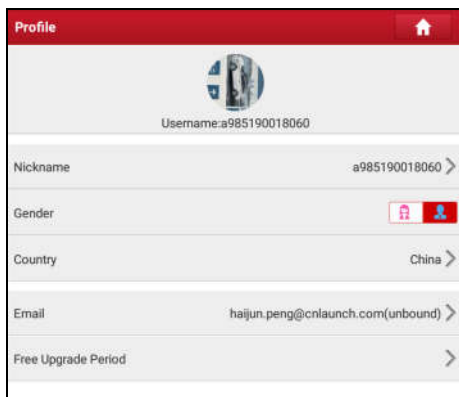 Profile
Username:a985190018060
Nickname a985190018060
Gender
Country China
Email haijun.peng@cnlaunch.com(unbound)
Free Upgrade Period